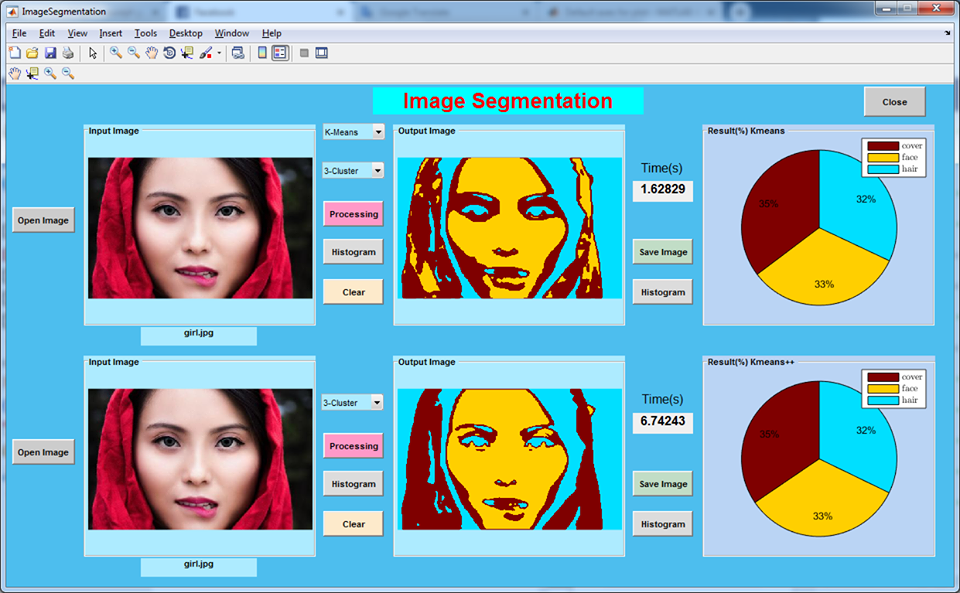 ImageSegmentation
Facebook
Google Translate
File Edit View Insert Tools Desktop Window Help
Image Segmentation
Close
Input Image
K-Means
Output Image
Result(%) Kmeans
cover
face
hair
3-Cluster
Time(s)
1.62829
35%
32%
33%
Open Image
Processing
Histogram
Save Image
Clear
Histogram
girl.jpg
Input Image
Output Image
Result(%) Kmeans++
cover
face
hair
3-Cluster
Time(s)
6.74243
35%
32%
33%
Open Image
Processing
Histogram
Save Image
Clear
Histogram
girl.jpg